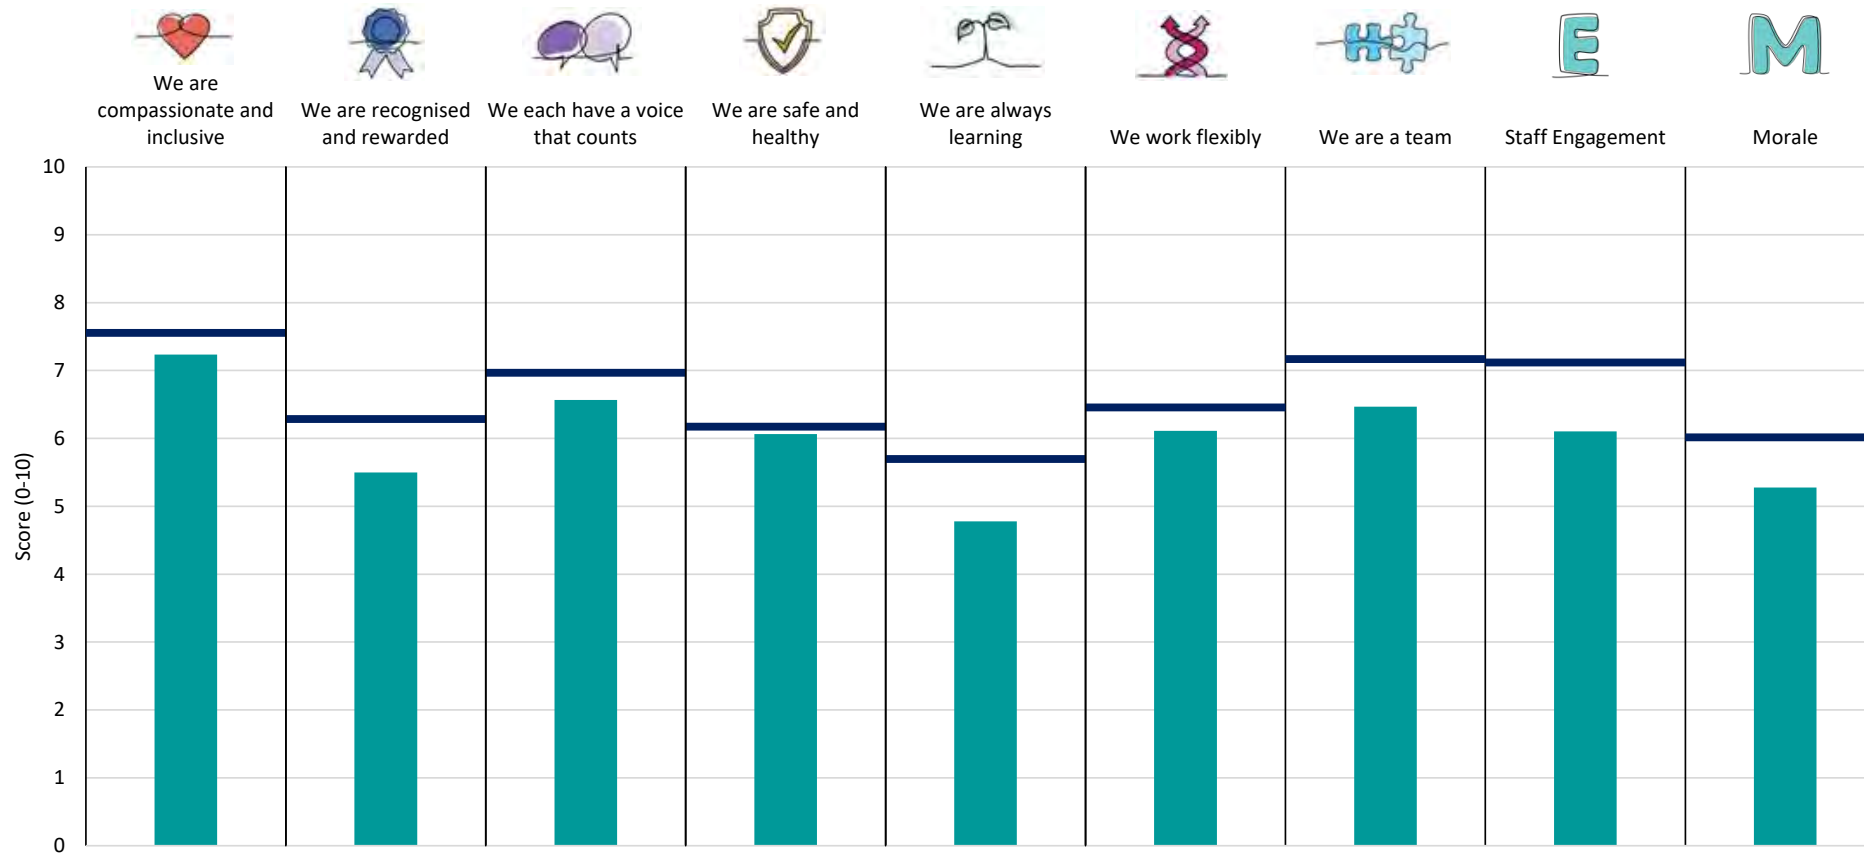 We are
compassionate and
inclusive
We are recognised
and rewarded
We each have a voice
that counts
We are safe and
healthy
We are always
learning
We work flexibly
We are a team
Staff Engagement
Morale
E
M
Score (0-10)
10
9
8
7
6
5
4
3
2
1
0